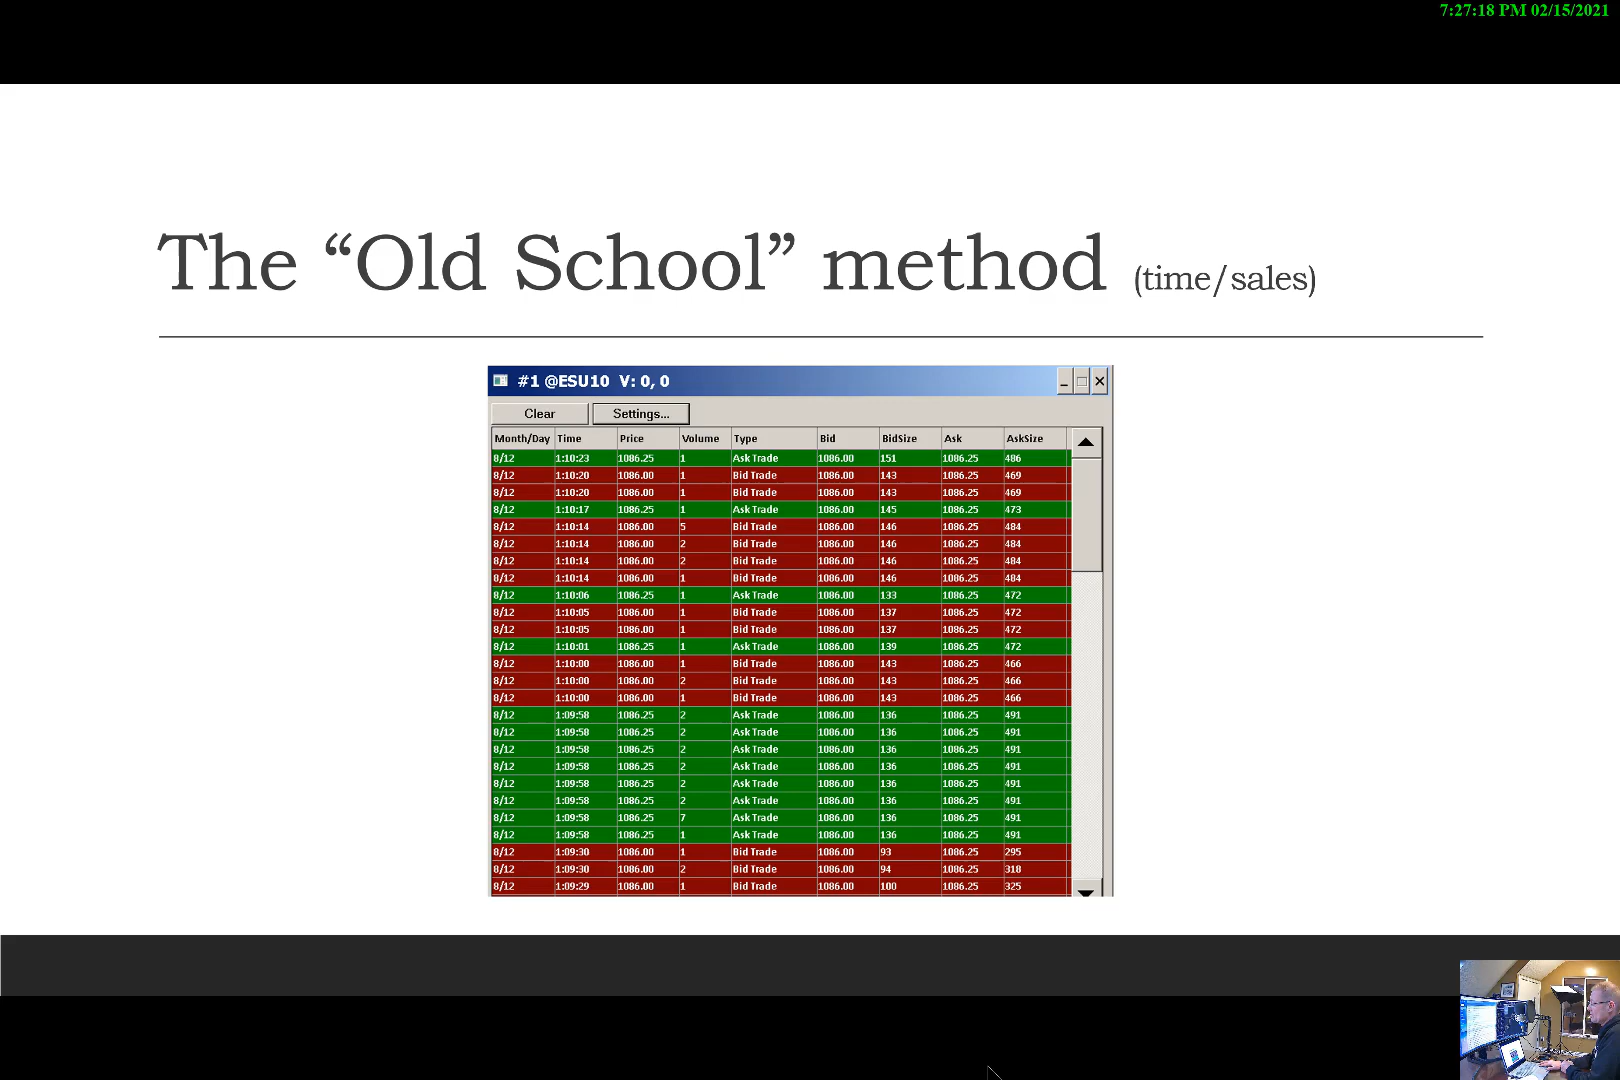 7:27:18 PM 02/15/2021
The “Old School” method (time/sales)
#1 @ESU10 V: 0, 0
Clear Settings...
Month/Day Time Price Volume Type Bid BidSize Ask AskSize
8/12 1:10:23 1086.25 1 Ask Trade 1086.00 151 1086.25 486
8/12 1:10:20 1086.00 1 Bid Trade 1086.00 143 1086.25 469
8/12 1:10:20 1086.00 1 Bid Trade 1086.00 143 1086.25 469
8/12 1:10:17 1086.25 1 Ask Trade 1086.00 145 1086.25 473
8/12 1:10:14 1086.00 5 Bid Trade 1086.00 146 1086.25 484
8/12 1:10:14 1086.00 2 Bid Trade 1086.00 146 1086.25 484
8/12 1:10:14 1086.00 2 Bid Trade 1086.00 146 1086.25 484
8/12 1:10:14 1086.00 1 Bid Trade 1086.00 146 1086.25 484
8/12 1:10:06 1086.25 1 Ask Trade 1086.00 133 1086.25 472
8/12 1:10:05 1086.00 1 Bid Trade 1086.00 137 1086.25 472
8/12 1:10:05 1086.00 1 Bid Trade 1086.00 137 1086.25 472
8/12 1:10:01 1086.25 1 Ask Trade 1086.00 139 1086.25 472
8/12 1:10:00 1086.00 1 Bid Trade 1086.00 143 1086.25 466
8/12 1:10:00 1086.00 2 Bid Trade 1086.00 143 1086.25 466
8/12 1:10:00 1086.00 1 Bid Trade 1086.00 143 1086.25 466
8/12 1:09:58 1086.25 2 Ask Trade 1086.00 136 1086.25 491
8/12 1:09:58 1086.25 2 Ask Trade 1086.00 136 1086.25 491
8/12 1:09:58 1086.25 2 Ask Trade 1086.00 136 1086.25 491
8/12 1:09:58 1086.25 2 Ask Trade 1086.00 136 1086.25 491
8/12 1:09:58 1086.25 2 Ask Trade 1086.00 136 1086.25 491
8/12 1:09:58 1086.25 2 Ask Trade 1086.00 136 1086.25 491
8/12 1:09:58 1086.25 7 Ask Trade 1086.00 136 1086.25 491
8/12 1:09:58 1086.25 1 Ask Trade 1086.00 136 1086.25 491
8/12 1:09:30 1086.00 1 Bid Trade 1086.00 93 1086.25 295
8/12 1:09:30 1086.00 2 Bid Trade 1086.00 94 1086.25 318
8/12 1:09:29 1086.00 1 Bid Trade 1086.00 100 1086.25 325